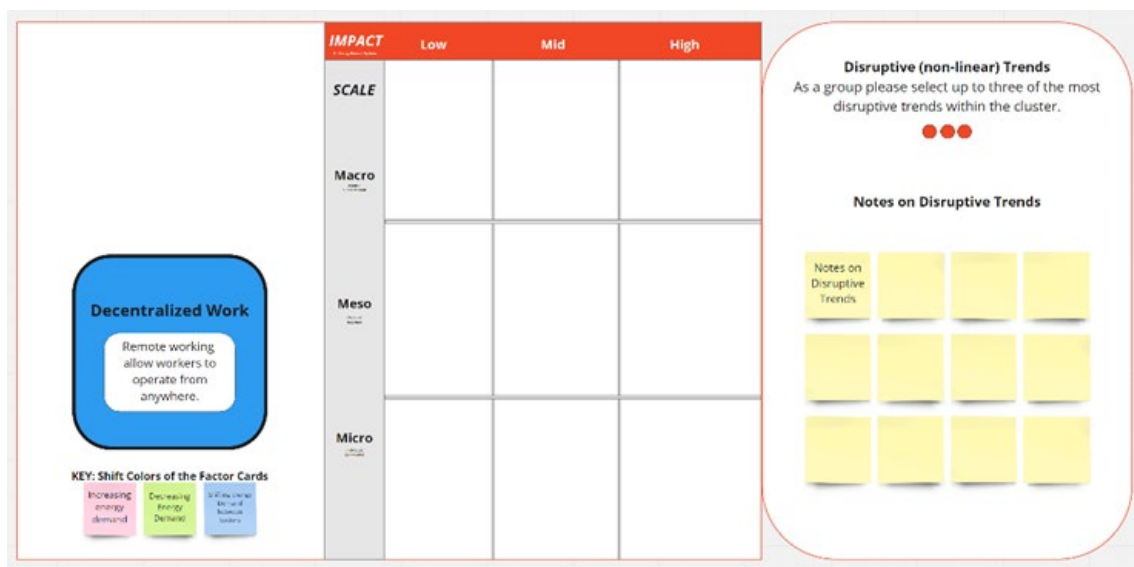 IMPACT
Low
Mid
High
SCALE
Macro
Meso
Micro
Decentralized Work
Remote working
allow workers to
operate from
anywhere.
KEY: Shift Colors of the Factor Cards
Increasing
energy
demand
Decreasing
Energy
Demand
Disruptive (non-linear) Trends
As a group please select up to three of the most
disruptive trends within the cluster.
Notes on Disruptive Trends
Notes on
Disruptive
Trends